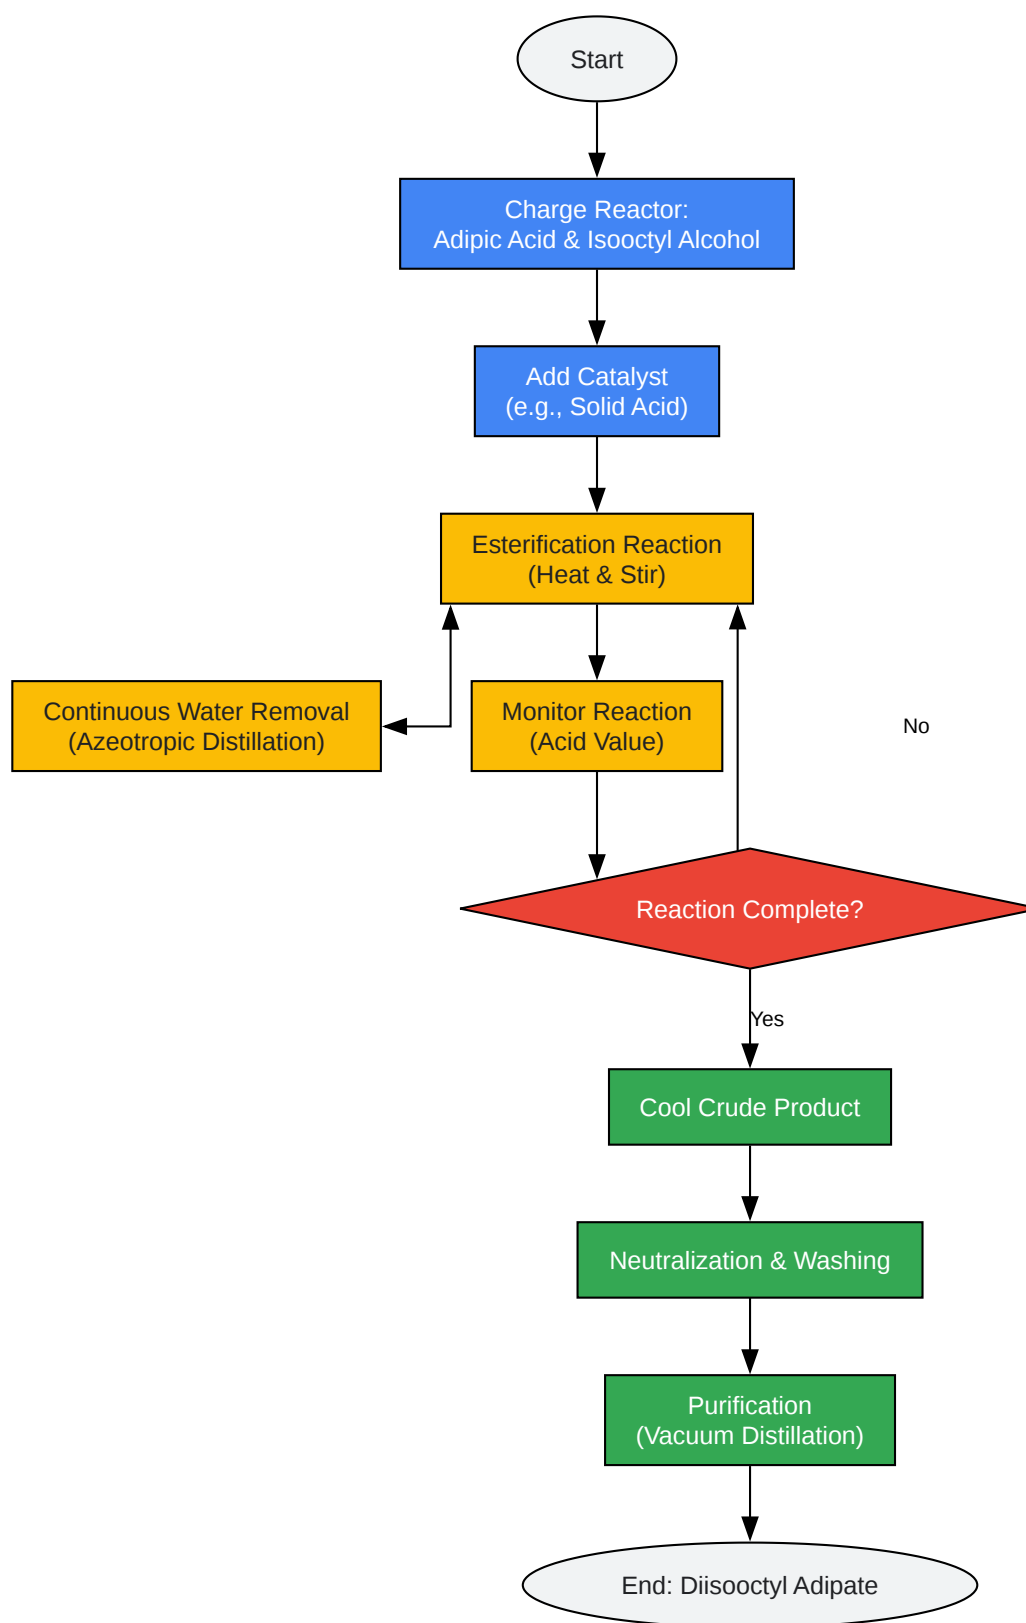 Start
Charge Reactor:
Adipic Acid & Isooctyl Alcohol
Add Catalyst
(e.g., Solid Acid)
Esterification Reaction
(Heat & Stir)
Continuous Water Removal
(Azeotropic Distillation)
Monitor Reaction
(Acid Value)
No
Reaction Complete?
Yes
Cool Crude Product
Neutralization & Washing
Purification
(Vacuum Distillation)
End: Diisooctyl Adipate